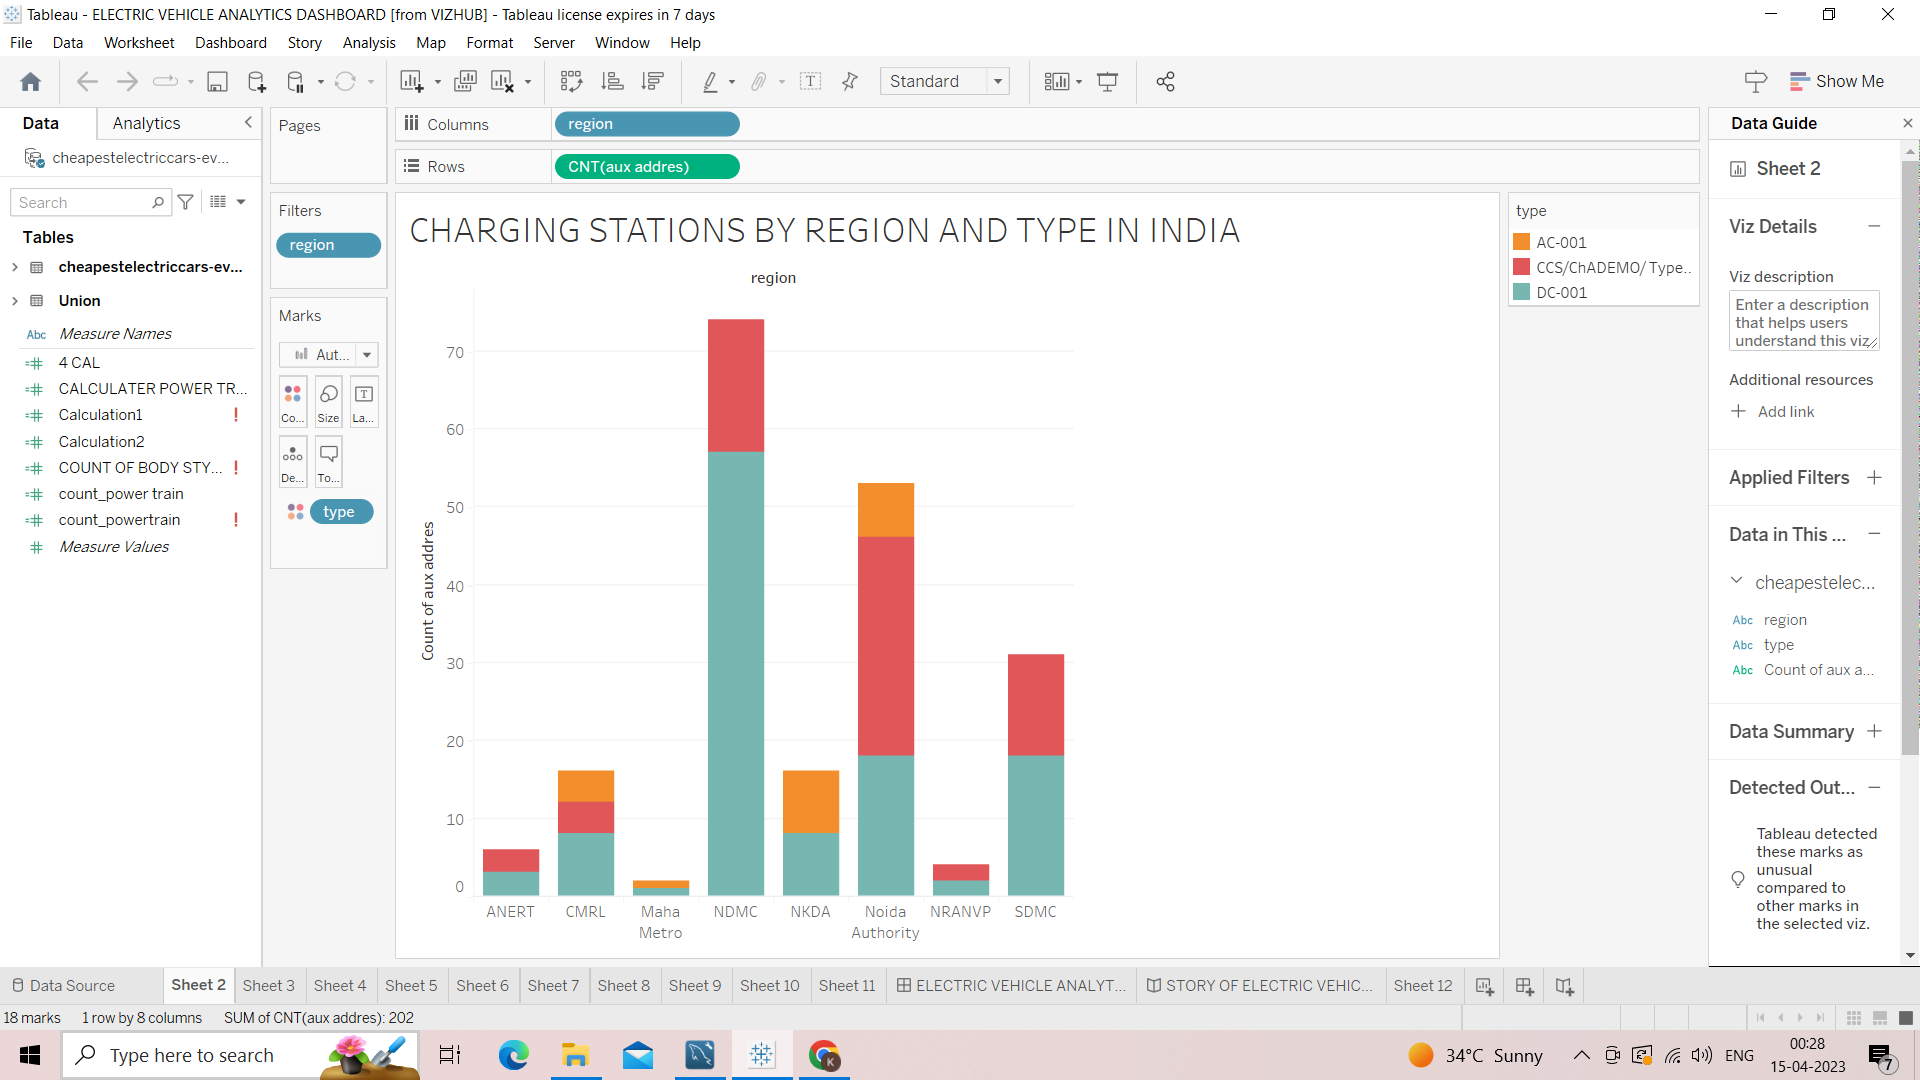 Tableau - ELECTRIC VEHICLE ANALYTICS DASHBOARD [from VIZHUB] - Tableau license expires in 7 days
File Data Worksheet Dashboard Story Analysis Map Format Server Window Help
Standard
Show Me
Data Analytics
cheapestelectriccars-ev...
Search
Tables
cheapestelectriccars-ev...
Union
Abc Measure Names
4 CAL
CALCULATER POWER TR...
Calculation1 !
Calculation2
COUNT OF BODY STY... !
count_power train
count_powertrain !
Measure Values
Pages
Filters
region
Marks
Aut...
Co... Size La...
De... To...
type
Columns region
Rows CNT(aux addres)
CHARGING STATIONS BY REGION AND TYPE IN INDIA
region
Count of aux addres
70
60
50
40
30
20
10
0
ANERT CMRL Maha Metro NDMC NKDA Noida Authority NRANVP SDMC
type
AC-001
CCS/ChADEMO/ Type..
DC-001
Data Guide
Sheet 2
Viz Details
Viz description
Enter a description
that helps users
understand this viz
Additional resources
Add link
Applied Filters
Data in This ...
cheapestelec...
Abc region
Abc type
Abc Count of aux a...
Data Summary
Detected Out...
Tableau detected
these marks as
unusual
compared to
other marks in
the selected viz.
Data Source Sheet 2 Sheet 3 Sheet 4 Sheet 5 Sheet 6 Sheet 7 Sheet 8 Sheet 9 Sheet 10 Sheet 11 ELECTRIC VEHICLE ANALYT... STORY OF ELECTRIC VEHIC... Sheet 12
18 marks 1 row by 8 columns SUM of CNT(aux addres): 202
Type here to search
K
34°C Sunny
ENG
00:28
15-04-2023
7